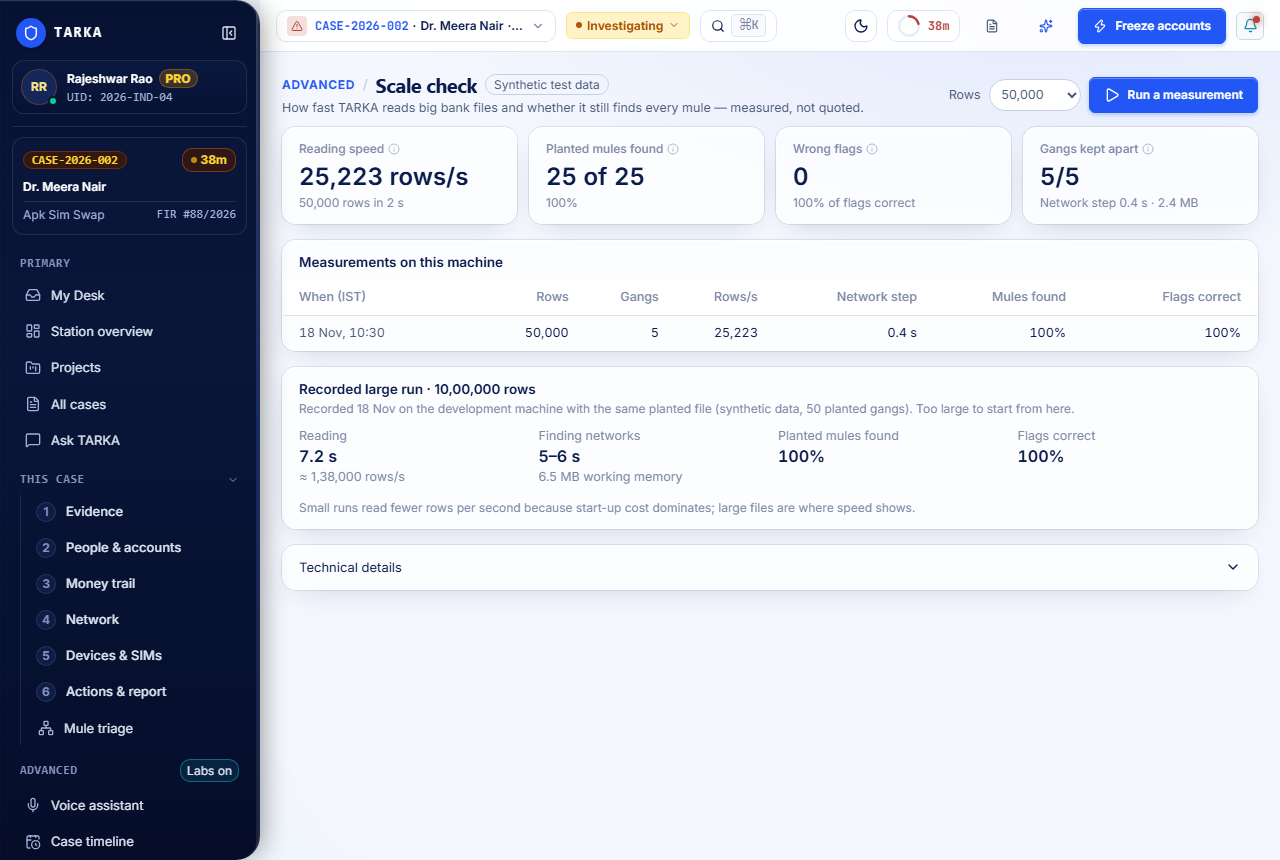 TARKA
RR
Rajeshwar Rao PRO
UID: 2026-IND-04
CASE-2026-002
38m
Dr. Meera Nair
Apk Sim Swap
FIR #88/2026
PRIMARY
My Desk
Station overview
Projects
All cases
Ask TARKA
THIS CASE
1 Evidence
2 People & accounts
3 Money trail
4 Network
5 Devices & SIMs
6 Actions & report
Mule triage
ADVANCED
Labs on
Voice assistant
Case timeline
CASE-2026-002 · Dr. Meera Nair ·...
Investigating
⌘K
38m
Freeze accounts
ADVANCED / Scale check
Synthetic test data
How fast TARKA reads big bank files and whether it still finds every mule — measured, not quoted.
Rows
50,000
Run a measurement
Reading speed
25,223 rows/s
50,000 rows in 2 s
Planted mules found
25 of 25
100%
Wrong flags
0
100% of flags correct
Gangs kept apart
5/5
Network step 0.4 s · 2.4 MB
Measurements on this machine
When (IST) Rows Gangs Rows/s Network step Mules found Flags correct
18 Nov, 10:30 50,000 5 25,223 0.4 s 100% 100%
Recorded large run · 10,00,000 rows
Recorded 18 Nov on the development machine with the same planted file (synthetic data, 50 planted gangs). Too large to start from here.
Reading
7.2 s
≈ 1,38,000 rows/s
Finding networks
5–6 s
6.5 MB working memory
Planted mules found
100%
Flags correct
100%
Small runs read fewer rows per second because start-up cost dominates; large files are where speed shows.
Technical details